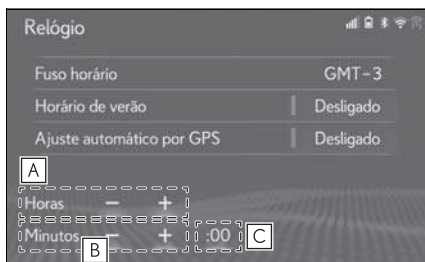 Relógio
Fuso horário GMT-3
Horário de verão Desligado
Ajuste automático por GPS Desligado
A
Horas − +
Minutos − + :00 C
B